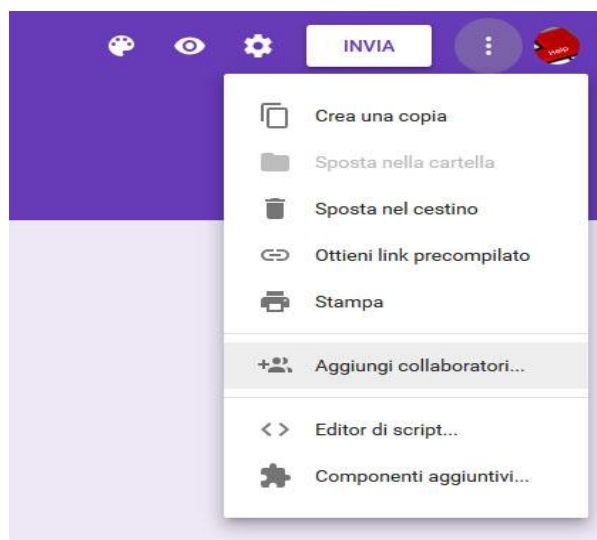 INVIA
Help
Crea una copia
Sposta nella cartella
Sposta nel cestino
Ottieni link precompilato
Stampa
Aggiungi collaboratori...
Editor di script...
Componenti aggiuntivi...